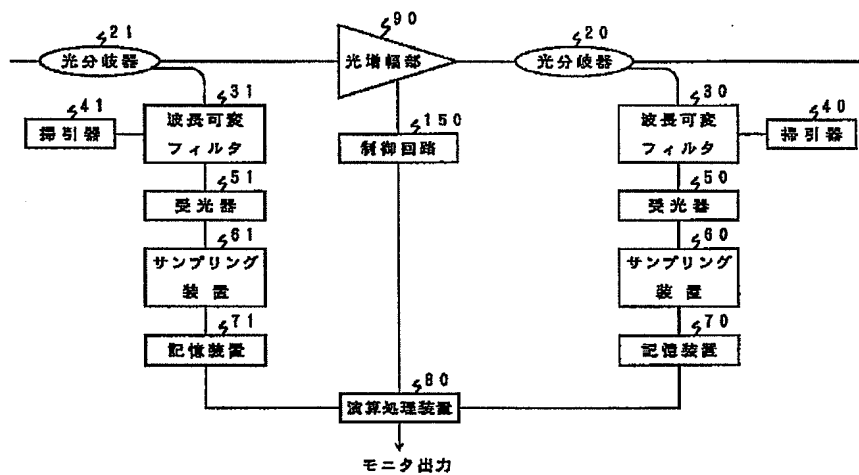 21
光分岐器
90
光増幅部
20
光分岐器
41
掃引器
31
波長可変
フィルタ
150
制御回路
30
波長可変
フィルタ
40
掃引器
51
受光器
50
受光器
61
サンプリング
装置
60
サンプリング
装置
71
記憶装置
70
記憶装置
80
演算処理装置
モニタ出力